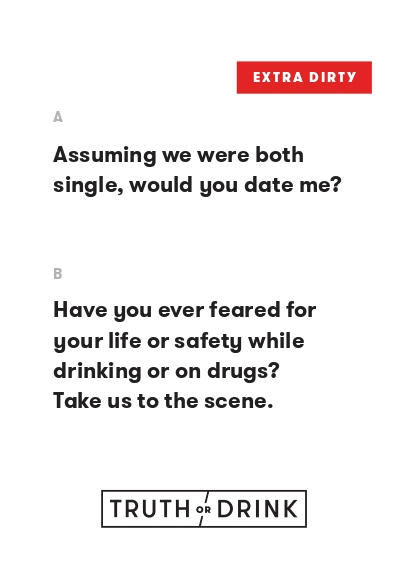 EXTRA DIRTY
A
Assuming we were both
single, would you date me?
B
Have you ever feared for
your life or safety while
drinking or on drugs?
Take us to the scene.
TRUTH OR DRINK